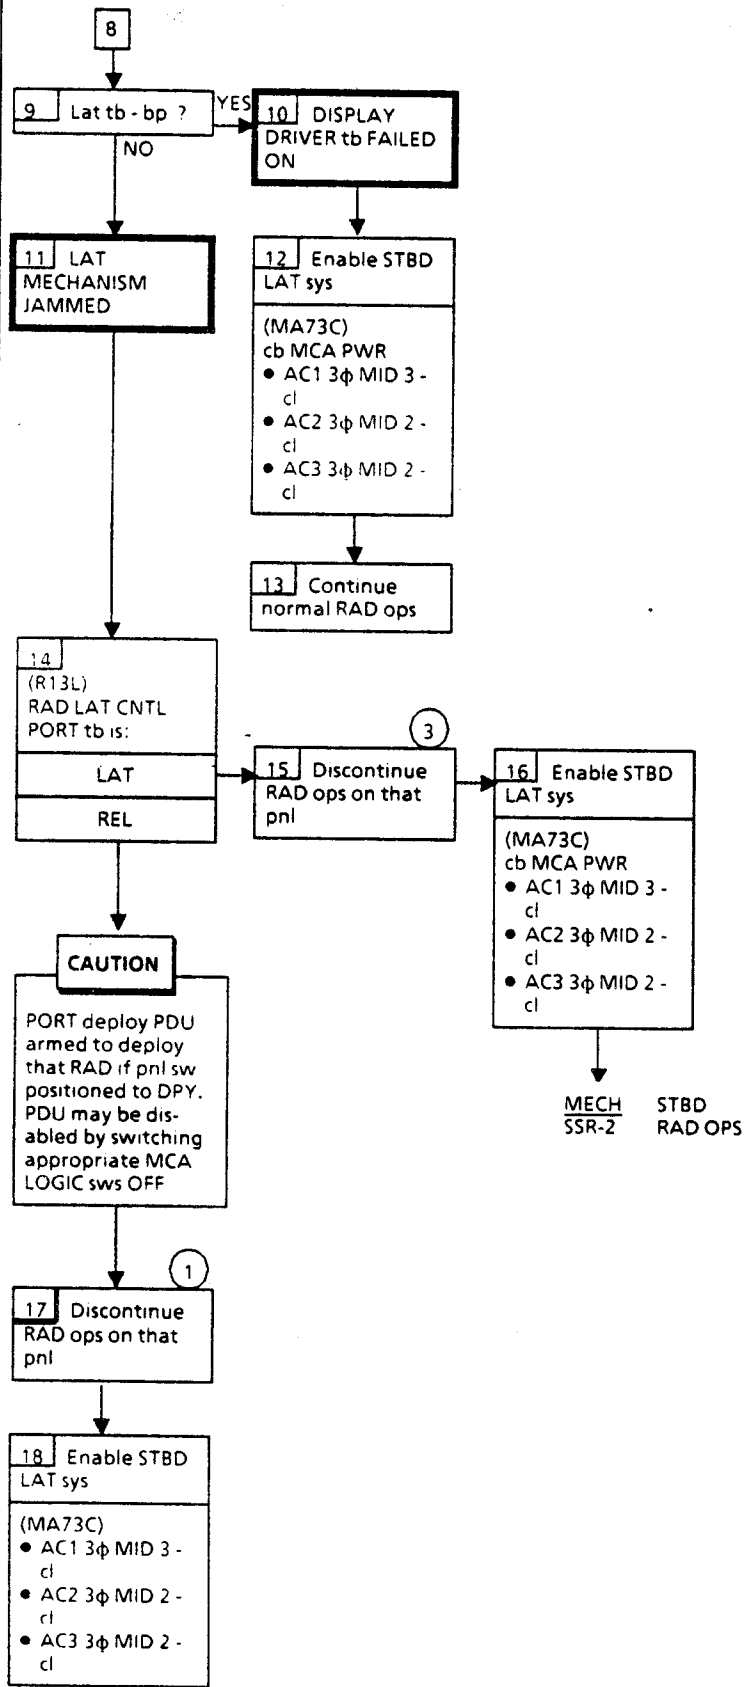 8
9 Lat tb - bp ?
YES
NO
10 DISPLAY
DRIVER tb FAILED
ON
11 LAT
MECHANISM
JAMMED
12 Enable STBD
LAT sys
(MA73C)
cb MCA PWR
• AC1 3ϕ MID 3 -
cl
• AC2 3ϕ MID 2 -
cl
• AC3 3ϕ MID 2 -
cl
13 Continue
normal RAD ops
14
(R13L)
RAD LAT CNTL
PORT tb is:
LAT
REL
3
15 Discontinue
RAD ops on that
pnl
16 Enable STBD
LAT sys
(MA73C)
cb MCA PWR
• AC1 3ϕ MID 3 -
cl
• AC2 3ϕ MID 2 -
cl
• AC3 3ϕ MID 2 -
cl
MECH STBD
SSR-2 RAD OPS
CAUTION
PORT deploy PDU
armed to deploy
that RAD if pnl sw
positioned to DPY.
PDU may be dis-
abled by switching
appropriate MCA
LOGIC sws OFF
1
17 Discontinue
RAD ops on that
pnl
18 Enable STBD
LAT sys
(MA73C)
• AC1 3ϕ MID 3 -
cl
• AC2 3ϕ MID 2 -
cl
• AC3 3ϕ MID 2 -
cl